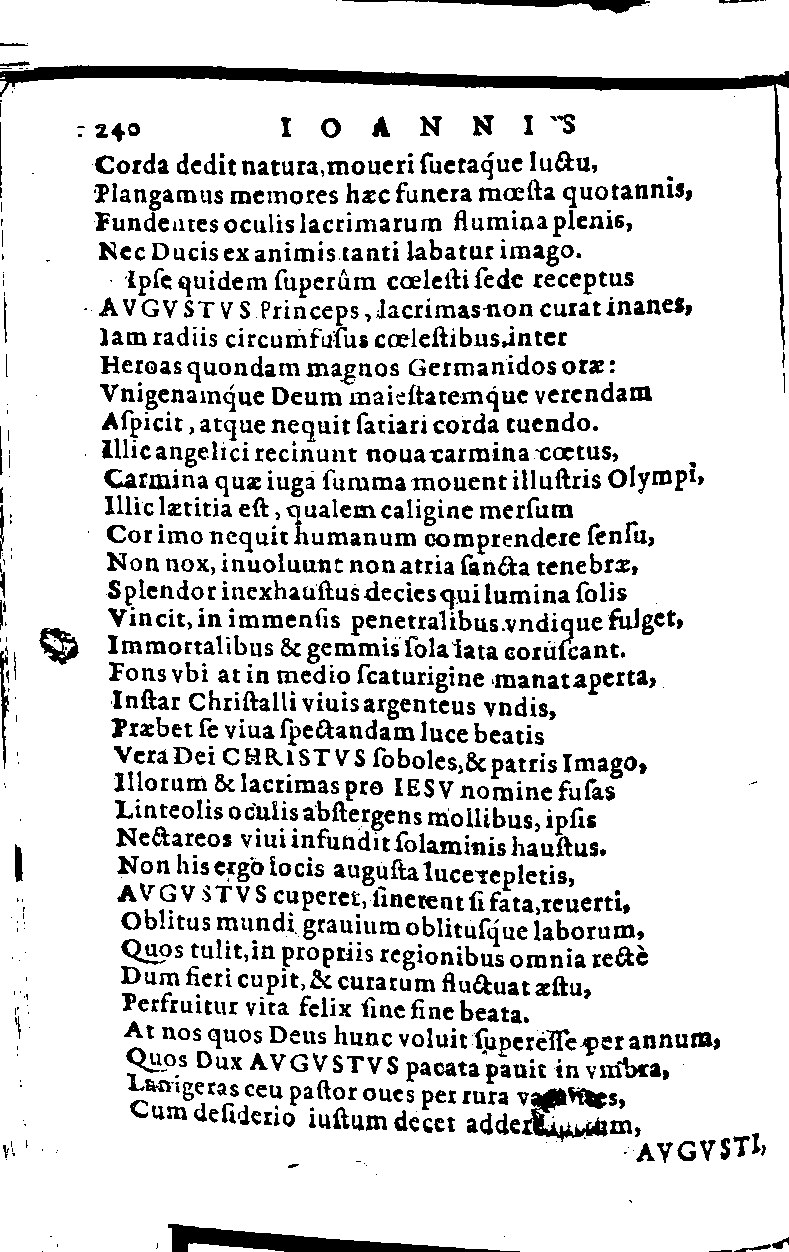 240 IOANNIS
Corda dedit natura, moueri suetaq́ue luctu,
Plangamus memores hæc funera mœsta quotannis,
Fundentes oculis lacrimarum flumina plenis,
Nec Ducis ex animis tanti labatur imago.
Ipſe quidem ſuperûm cœleſti ſede receptus
AVGVSTVS Princeps, lacrimas non curat inanes,
Iam radiis circumfuſus cœleſtibus, inter
Heroas quondam magnos Germanidos oræ:
Vnigenamq́ue Deum maieſtatemq́ue verendam
Aſpicit, atque nequit ſatiari corda tuendo.
Illic angelici recinunt noua carmina cœtus,
Carmina quæ iuga ſumma mouent illuſtris Olympi,
Illic lætitia eſt, qualem caligine merſum
Cor imo nequit humanum comprendere ſenſu,
Non nox, inuoluunt non atria ſancta tenebræ,
Splendor inexhauſtus decies qui lumina ſolis
Vincit, in immenſis penetralibus vndique fulget,
Immortalibus & gemmis ſola lata coruſcant.
Fons vbi at in medio ſcaturigine manat aperta,
Inſtar Chriſtalli viuis argenteus vndis,
Præbet ſe viua ſpectandam luce beatis
Vera Dei CHRISTVS ſoboles, & patris Imago,
Illorum & lacrimas pro IESV nomine fuſas
Linteolis oculis abſtergens mollibus, ipſis
Nectareos viui infundit ſolaminis hauſtus.
Non his ergo locis auguſta luce repletis,
AVGVSTVS cuperet, ſinerent ſi fata, reuerti,
Oblitus mundi grauium oblituſq́ue laborum,
Quos tulit, in propriis regionibus omnia rectè
Dum fieri cupit, & curarum fluctuat æſtu,
Perfruitur vita felix ſine fine beata.
At nos quos Deus hunc voluit ſupereſſe per annum,
Quos Dux AVGVSTVS pacata pauit in vmbra,
Lanigeras ceu paſtor oues per rura
Cum deſiderio iuſtum decet
AVGVSTI,